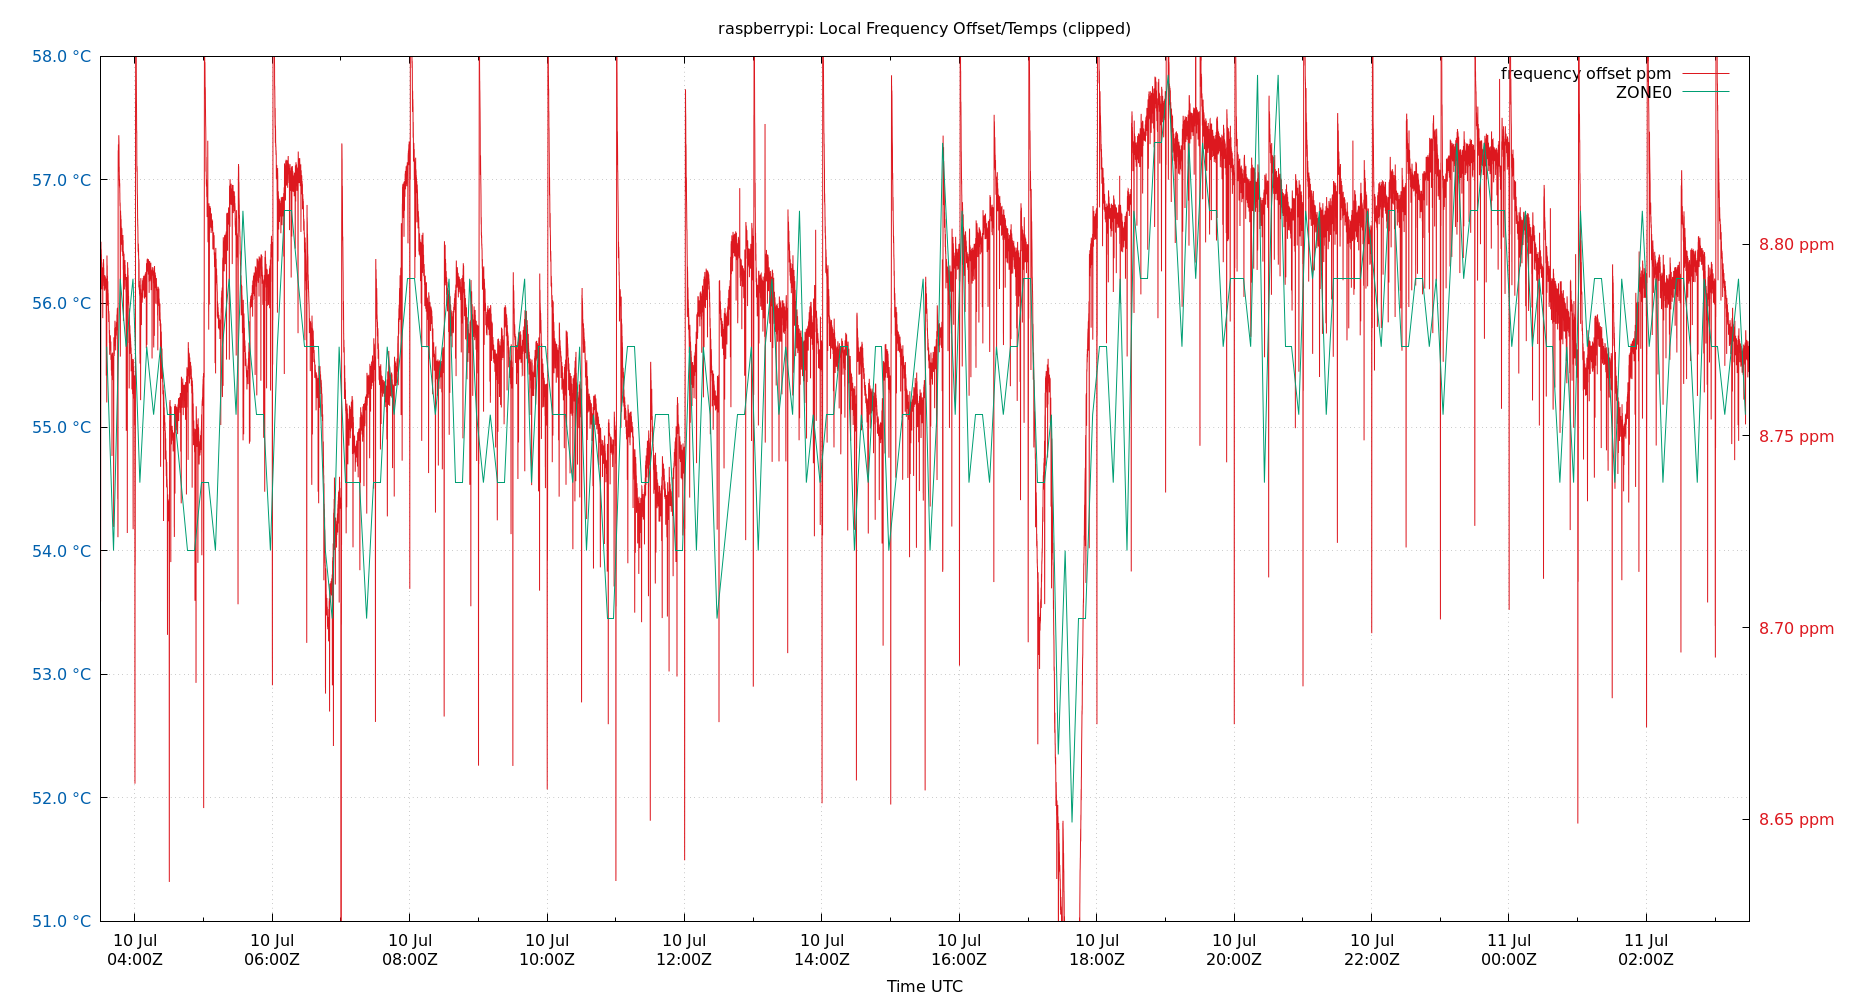 raspberrypi: Local Frequency Offset/Temps (clipped)
frequency offset ppm
ZONE0
58.0 °C
57.0 °C
56.0 °C
55.0 °C
54.0 °C
53.0 °C
52.0 °C
51.0 °C
8.80 ppm
8.75 ppm
8.70 ppm
8.65 ppm
10 Jul 10 Jul 10 Jul 10 Jul 10 Jul 10 Jul 10 Jul 10 Jul 10 Jul 10 Jul 11 Jul 11 Jul
04:00Z 06:00Z 08:00Z 10:00Z 12:00Z 14:00Z 16:00Z 18:00Z 20:00Z 22:00Z 00:00Z 02:00Z
Time UTC